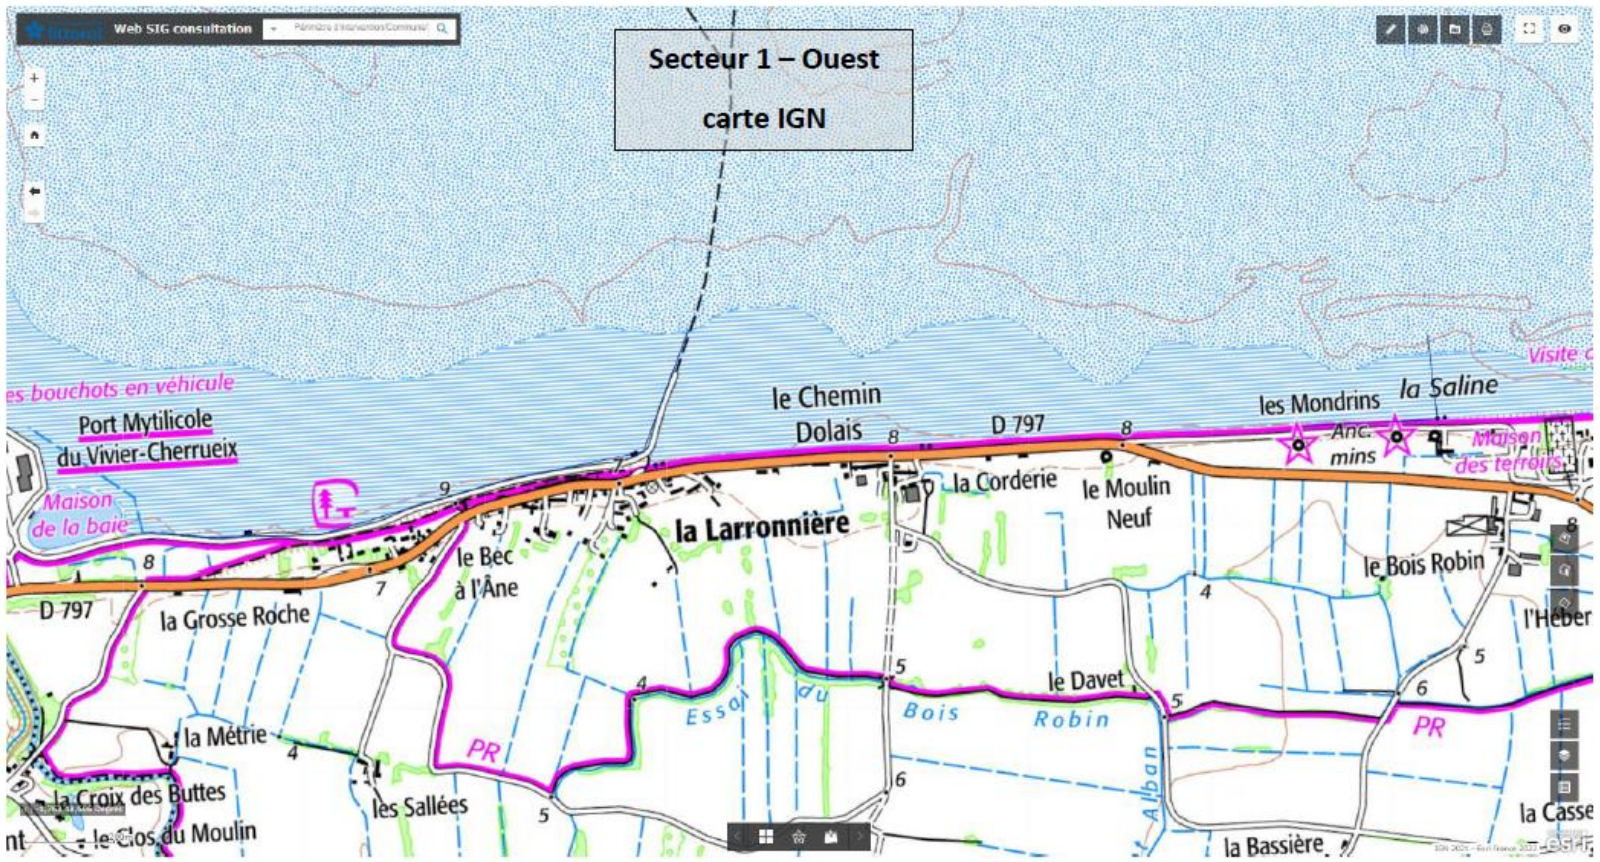 Web SIG consultation
Secteur 1 – Ouest
carte IGN
es bouchots en véhicule
Port Mytilicole
du Vivier-Cherrueix
Maison
de la baie
le Chemin
Dolais
D 797
8
8
9
7
les Mondrins
la Saline
Visite
Anc.
mins
Maison
des terroirs
la Corderie
le Moulin
Neuf
la Larronnière
le Bec
à l'Âne
8
7
D 797
la Grosse Roche
le Bois Robin
8
4
l'Héber
5
5
4
le Davet
5
6
Essai du Bois Robin
PR
PR
la Métrie
4
les Sallées
5
6
Alban
la Croix des Buttes
le Clos du Moulin
nt
la Bassière
la Casse
esri